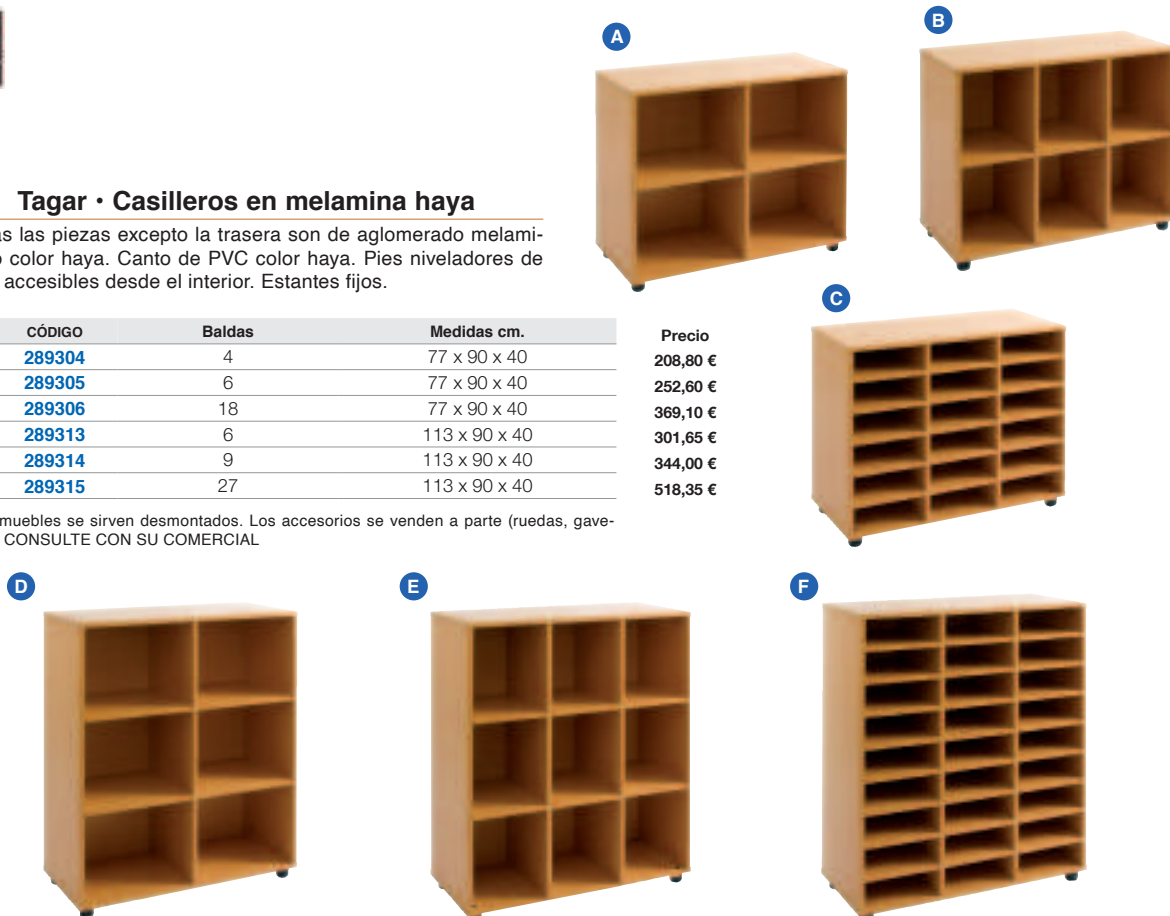 A
B
Tagar • Casilleros en melamina haya
las piezas excepto la trasera son de aglomerado melami-
color haya. Canto de PVC color haya. Pies niveladores de
accesibles desde el interior. Estantes fijos.
C
CÓDIGO Baldas Medidas cm. Precio
289304 4 77 x 90 x 40 208,80 €
289305 6 77 x 90 x 40 252,60 €
289306 18 77 x 90 x 40 369,10 €
289313 6 113 x 90 x 40 301,65 €
289314 9 113 x 90 x 40 344,00 €
289315 27 113 x 90 x 40 518,35 €
muebles se sirven desmontados. Los accesorios se venden a parte (ruedas, gave-
CONSULTE CON SU COMERCIAL
D
E
F